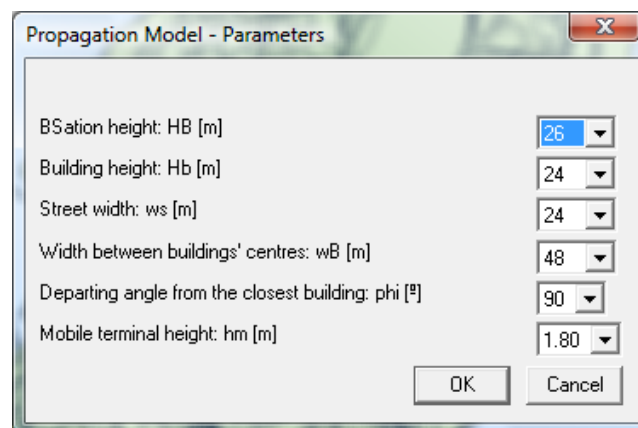 Propagation Model - Parameters
BSation height: HB [m] 26
Building height: Hb [m] 24
Street width: ws [m] 24
Width between buildings' centres: wB [m] 48
Departing angle from the closest building: phi [º] 90
Mobile terminal height: hm [m] 1.80
OK Cancel